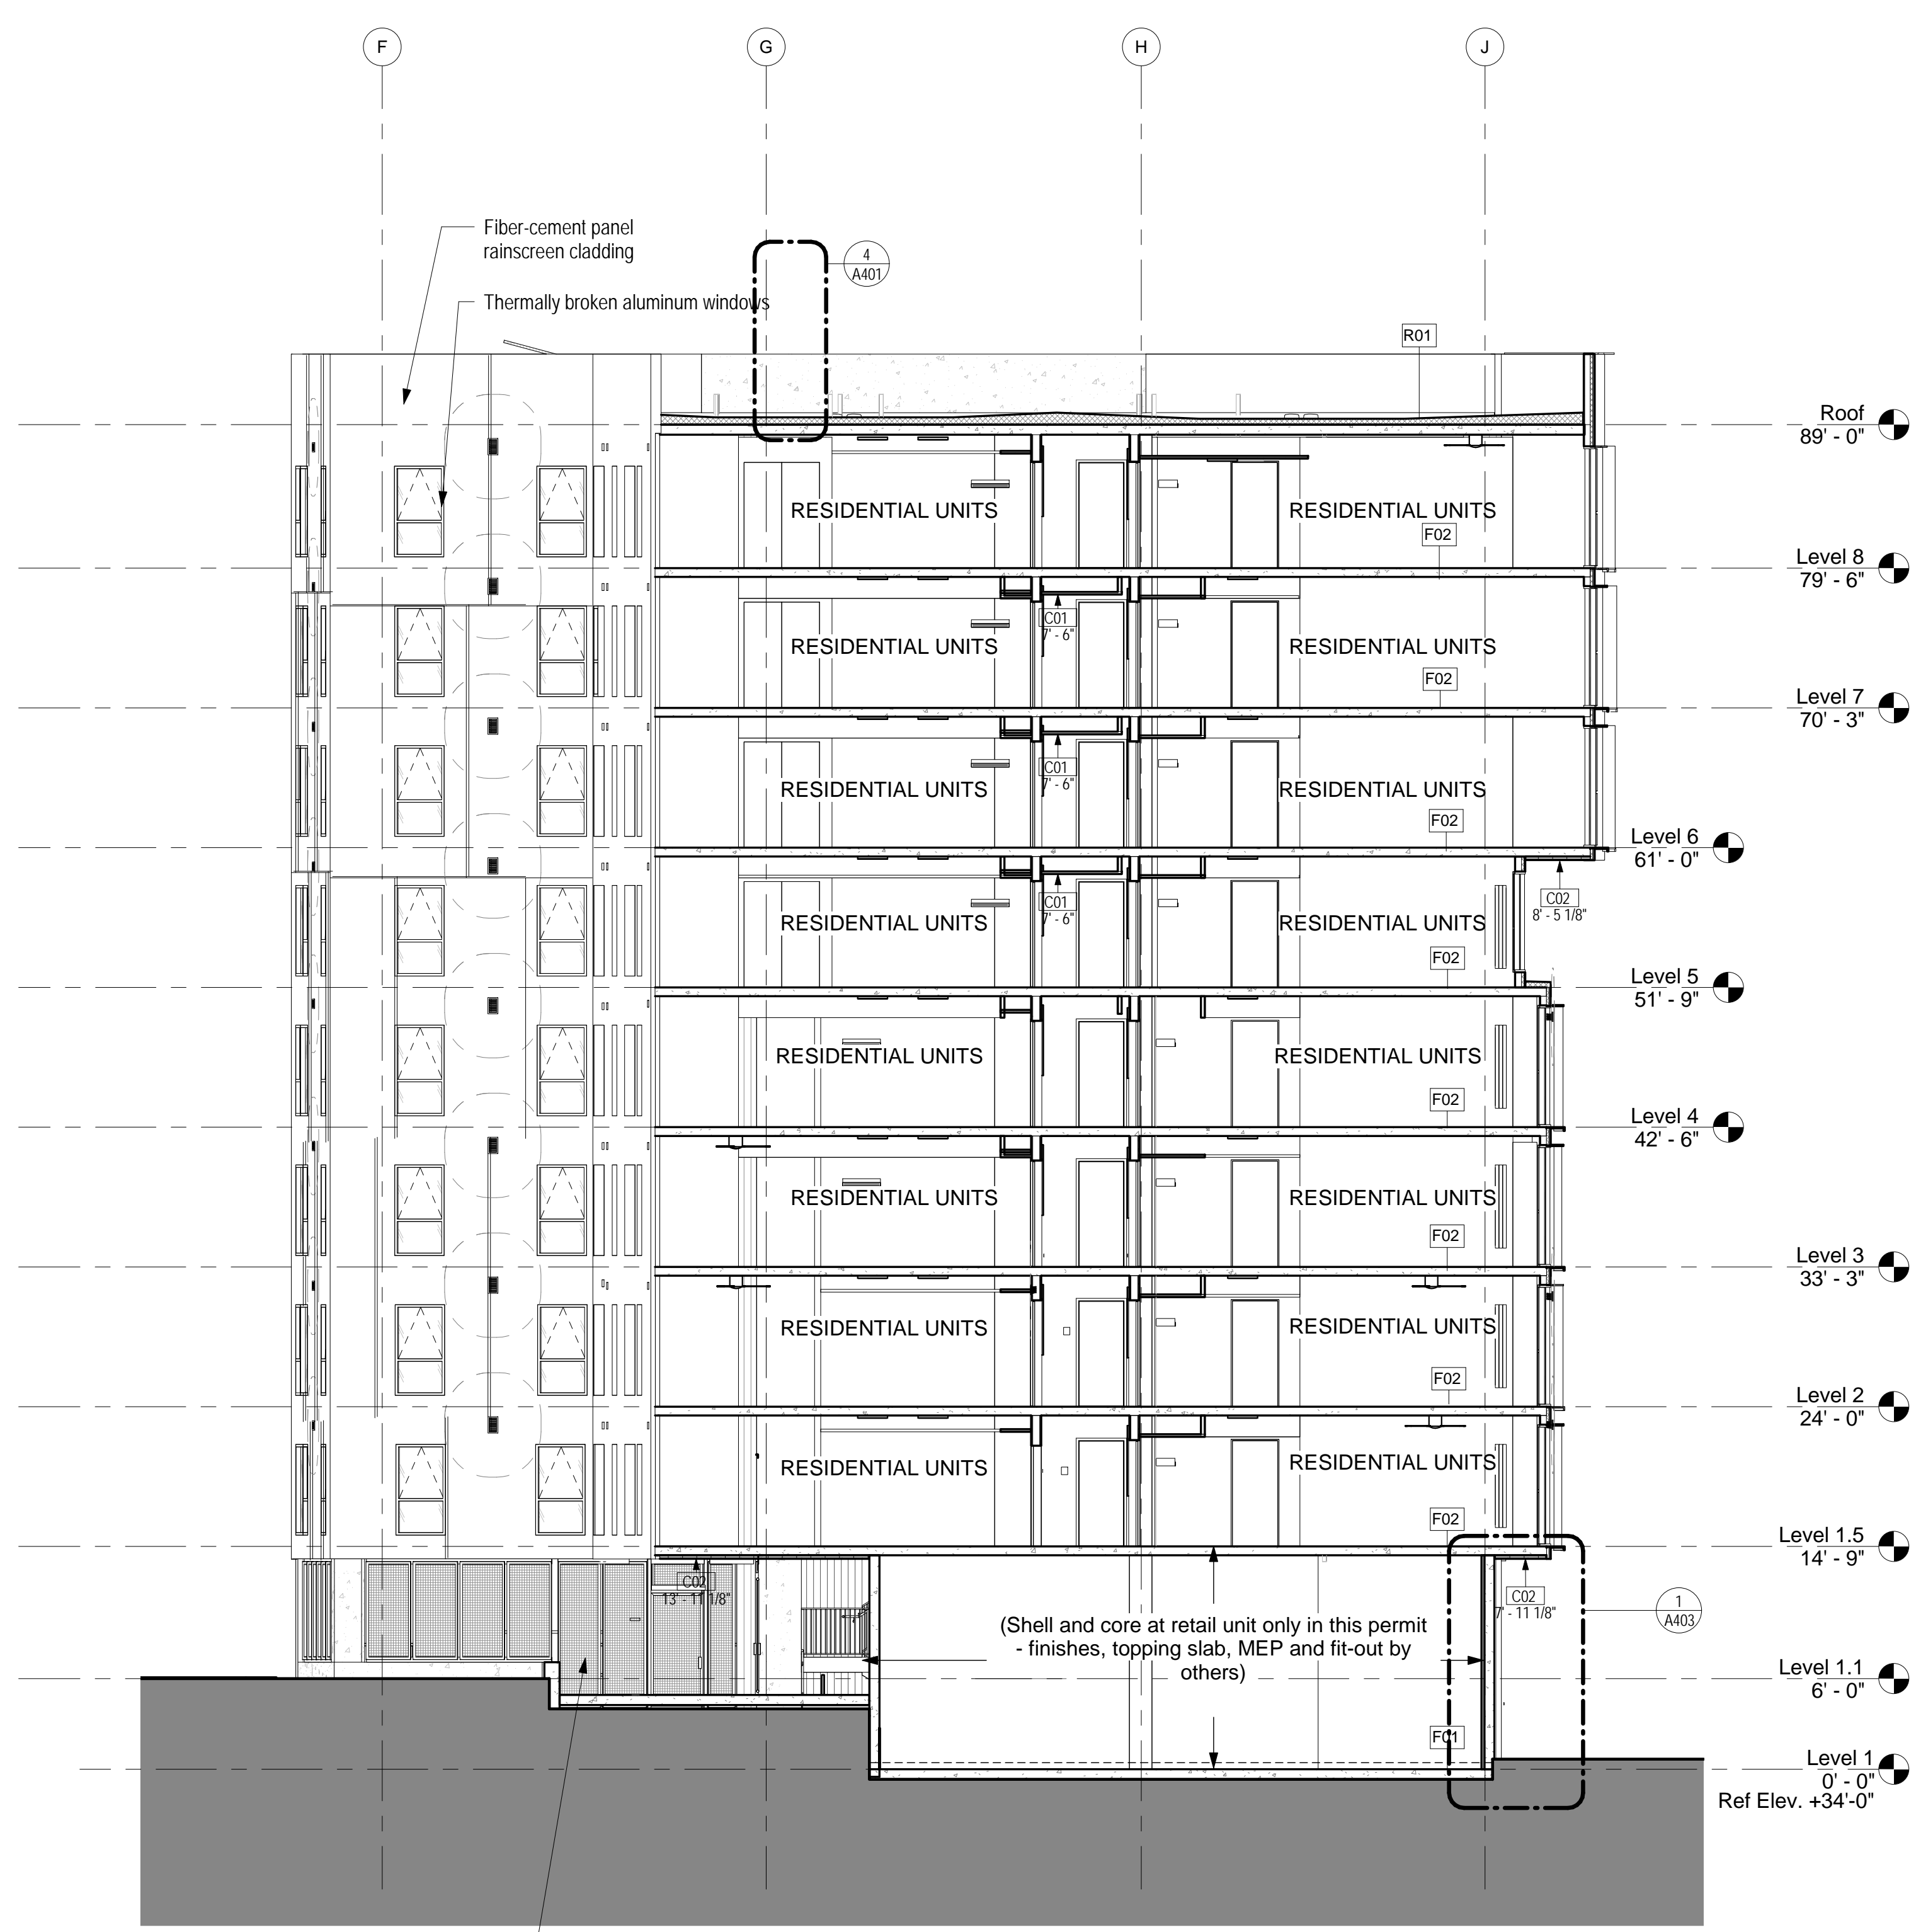 F
G
H
J
Fiber-cement panel
rainscreen cladding
4
A401
Thermally broken aluminum windows
R01
Roof
89' - 0"
RESIDENTIAL UNITS
RESIDENTIAL UNITS
F02
Level 8
79' - 6"
C01
7' - 6"
RESIDENTIAL UNITS
RESIDENTIAL UNITS
F02
Level 7
70' - 3"
C01
7' - 6"
RESIDENTIAL UNITS
RESIDENTIAL UNITS
F02
Level 6
61' - 0"
C01
7' - 6"
C02
8' - 5 1/8"
RESIDENTIAL UNITS
RESIDENTIAL UNITS
F02
Level 5
51' - 9"
RESIDENTIAL UNITS
RESIDENTIAL UNITS
F02
Level 4
42' - 6"
RESIDENTIAL UNITS
RESIDENTIAL UNITS
F02
Level 3
33' - 3"
RESIDENTIAL UNITS
RESIDENTIAL UNITS
F02
Level 2
24' - 0"
RESIDENTIAL UNITS
RESIDENTIAL UNITS
F02
Level 1.5
14' - 9"
C02
13' - 11 1/8"
C02
7' - 11 1/8"
1
A403
(Shell and core at retail unit only in this permit
- finishes, topping slab, MEP and fit-out by
others)
Level 1.1
6' - 0"
F01
Level 1
0' - 0"
Ref Elev. +34'-0"